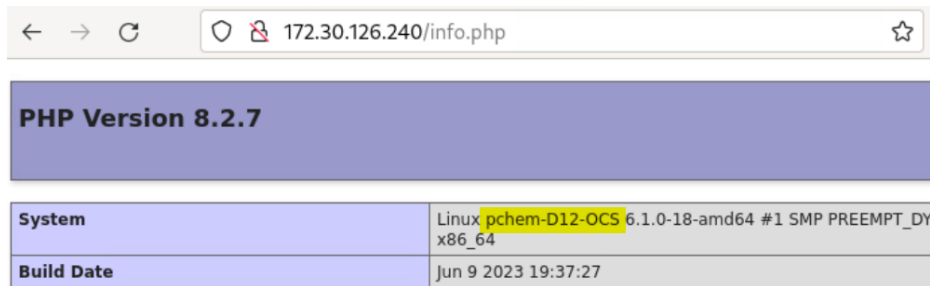 172.30.126.240/info.php
PHP Version 8.2.7
System
Linux pchem-D12-OCS 6.1.0-18-amd64 #1 SMP PREEMPT_DY
x86_64
Build Date
Jun 9 2023 19:37:27